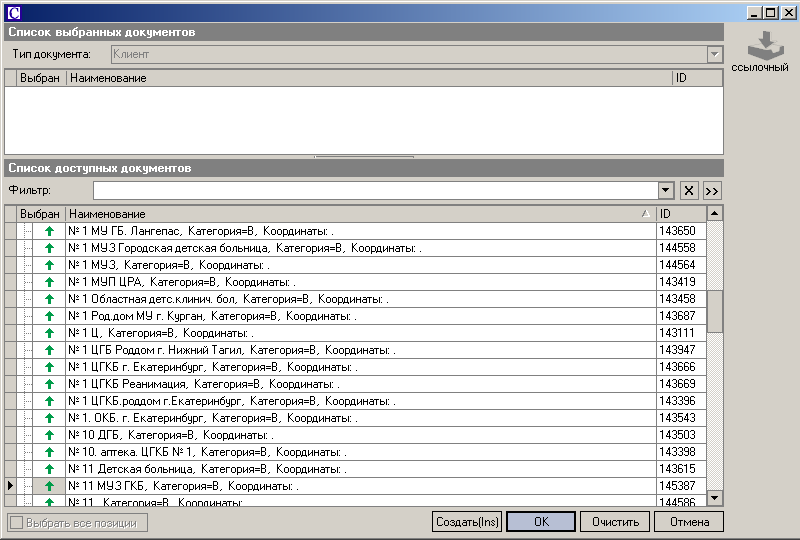 C
Список выбранных документов
Тип документа: Клиент
ссылочный
Выбран Наименование ID
Список доступных документов
Фильтр: X >>
Выбран Наименование ID
№ 1 МУ ГБ. Лангепас, Категория=В, Координаты: . 143650
№ 1 МУЗ Городская детская больница, Категория=В, Координаты: . 144558
№ 1 МУЗ, Категория=В, Координаты: . 144564
№ 1 МУП ЦРА, Категория=В, Координаты: . 143419
№ 1 Областная детс.клинич. бол, Категория=В, Координаты: . 143458
№ 1 Род.дом МУ г. Курган, Категория=В, Координаты: . 143687
№ 1 Ц, Категория=В, Координаты: . 143111
№ 1 ЦГБ Роддом г. Нижний Тагил, Категория=В, Координаты: . 143947
№ 1 ЦГКБ г. Екатеринбург, Категория=В, Координаты: . 143666
№ 1 ЦГКБ Реанимация, Категория=В, Координаты: . 143669
№ 1 ЦГКБ.роддом г.Екатеринбург, Категория=В, Координаты: . 143396
№ 1. ОКБ. г. Екатеринбург, Категория=В, Координаты: . 143543
№ 10 ДГБ, Категория=В, Координаты: . 143503
№ 10. аптека. ЦГКБ № 1, Категория=В, Координаты: . 143398
№ 11 Детская больница, Категория=В, Координаты: . 143615
№ 11 МУЗ ГКБ, Категория=В, Координаты: . 145387
№ 11, Категория=В, Координаты: . 144586
Выбрать все позиции
Создать(Ins) OK Очистить Отмена